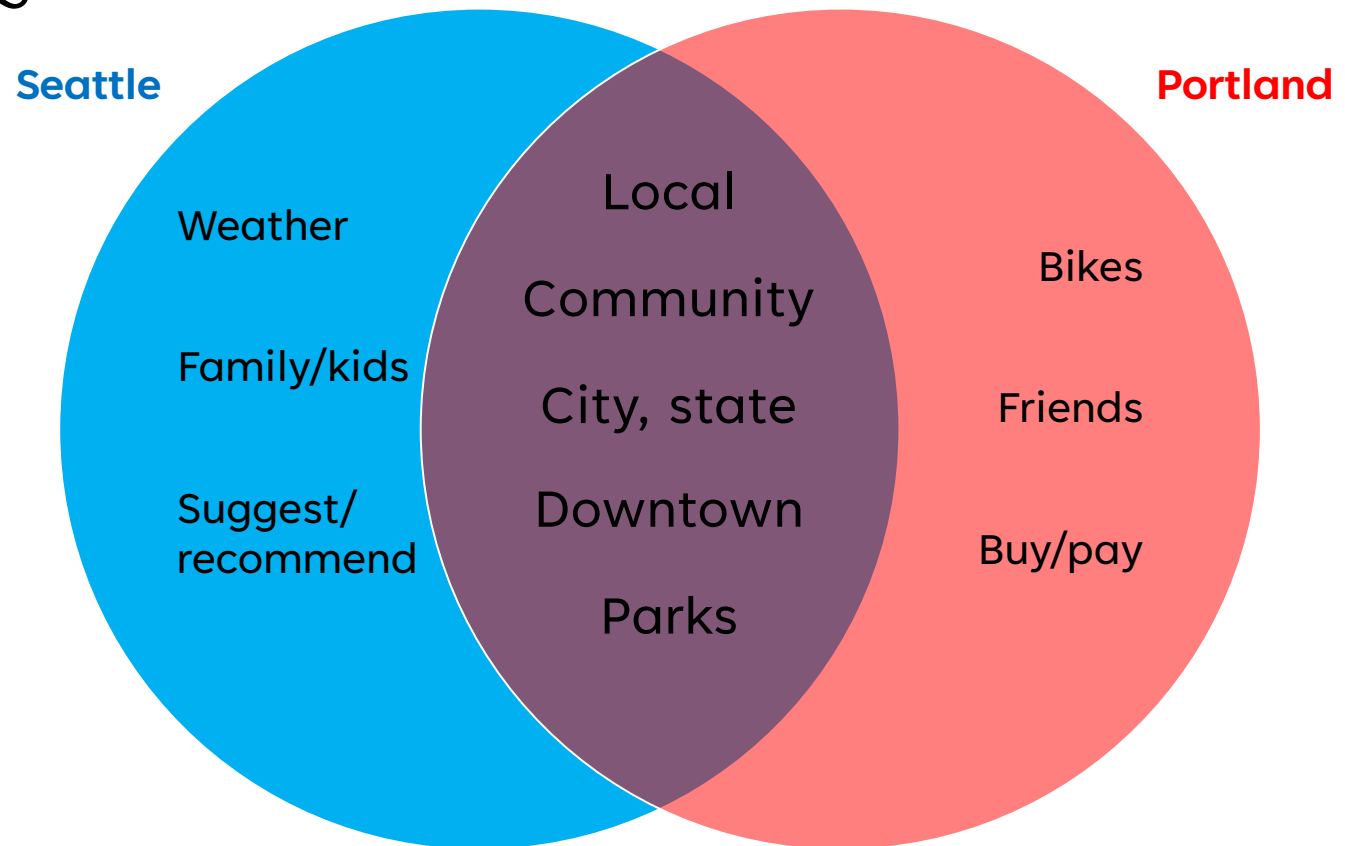 Seattle
Portland
Weather
Family/kids
Suggest/
recommend
Local
Community
City, state
Downtown
Parks
Bikes
Friends
Buy/pay